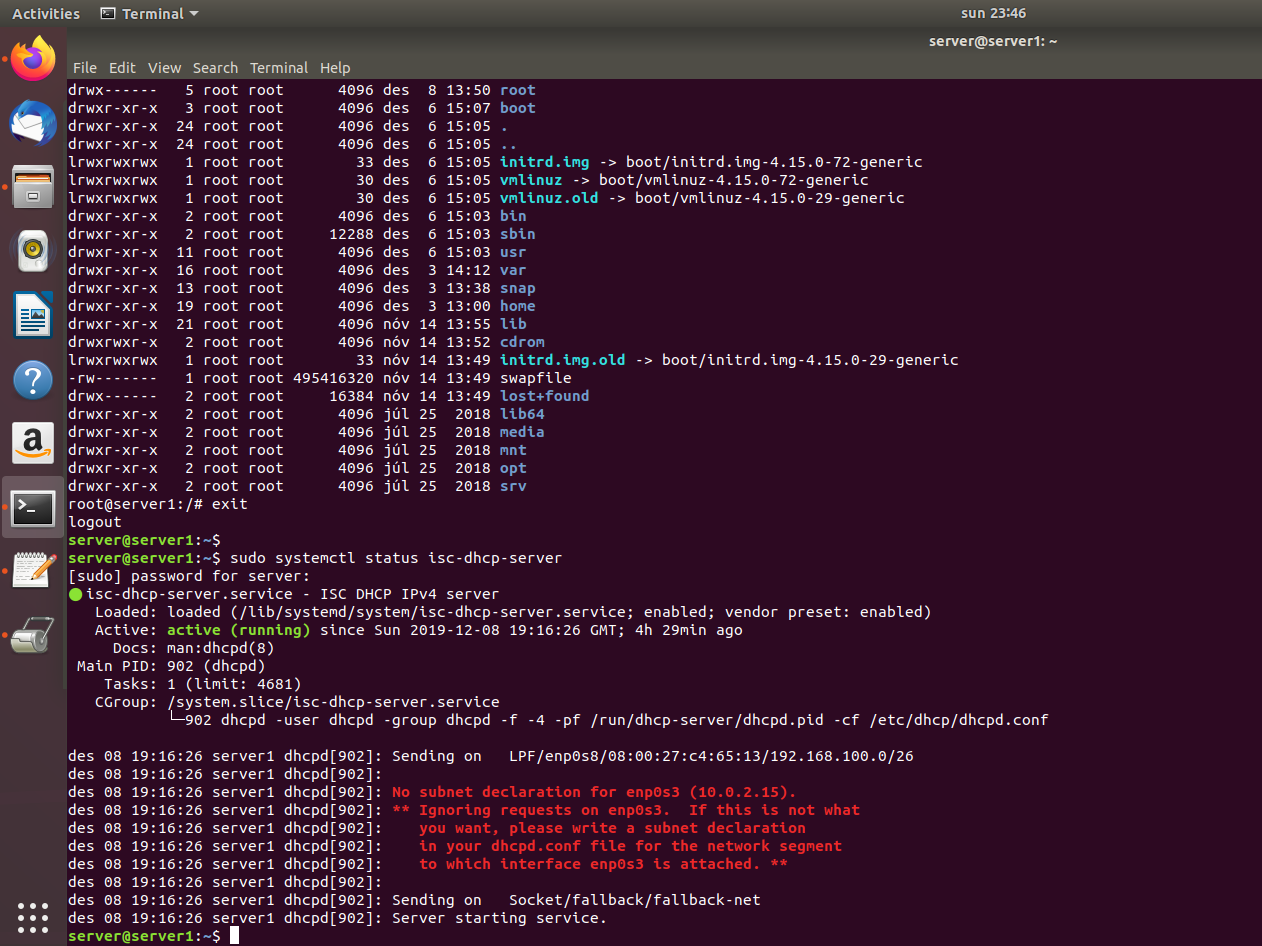 Activities Terminal sun 23:46
server@server1: ~
File Edit View Search Terminal Help
drwx------   5 root root      4096 des  8 13:50 root
drwxr-xr-x   3 root root      4096 des  6 15:07 boot
drwxr-xr-x  24 root root      4096 des  6 15:05 .
drwxr-xr-x  24 root root      4096 des  6 15:05 ..
lrwxrwxrwx   1 root root        33 des  6 15:05 initrd.img -> boot/initrd.img-4.15.0-72-generic
lrwxrwxrwx   1 root root        30 des  6 15:05 vmlinuz -> boot/vmlinuz-4.15.0-72-generic
lrwxrwxrwx   1 root root        30 des  6 15:05 vmlinuz.old -> boot/vmlinuz-4.15.0-29-generic
drwxr-xr-x   2 root root      4096 des  6 15:03 bin
drwxr-xr-x   2 root root     12288 des  6 15:03 sbin
drwxr-xr-x  11 root root      4096 des  6 15:03 usr
drwxr-xr-x  16 root root      4096 des  3 14:12 var
drwxr-xr-x  13 root root      4096 des  3 13:38 snap
drwxr-xr-x  19 root root      4096 des  3 13:00 home
drwxr-xr-x  21 root root      4096 nóv 14 13:55 lib
drwxrwxr-x   2 root root      4096 nóv 14 13:52 cdrom
lrwxrwxrwx   1 root root        33 nóv 14 13:49 initrd.img.old -> boot/initrd.img-4.15.0-29-generic
-rw-------   1 root root 495416320 nóv 14 13:49 swapfile
drwx------   2 root root     16384 nóv 14 13:49 lost+found
drwxr-xr-x   2 root root      4096 júl 25  2018 lib64
drwxr-xr-x   2 root root      4096 júl 25  2018 media
drwxr-xr-x   2 root root      4096 júl 25  2018 mnt
drwxr-xr-x   2 root root      4096 júl 25  2018 opt
drwxr-xr-x   2 root root      4096 júl 25  2018 srv
root@server1:/# exit
logout
server@server1:~$
server@server1:~$ sudo systemctl status isc-dhcp-server
[sudo] password for server:
● isc-dhcp-server.service - ISC DHCP IPv4 server
   Loaded: loaded (/lib/systemd/system/isc-dhcp-server.service; enabled; vendor preset: enabled)
   Active: active (running) since Sun 2019-12-08 19:16:26 GMT; 4h 29min ago
     Docs: man:dhcpd(8)
 Main PID: 902 (dhcpd)
    Tasks: 1 (limit: 4681)
   CGroup: /system.slice/isc-dhcp-server.service
           └─902 dhcpd -user dhcpd -group dhcpd -f -4 -pf /run/dhcp-server/dhcpd.pid -cf /etc/dhcp/dhcpd.conf
des 08 19:16:26 server1 dhcpd[902]: Sending on   LPF/enp0s8/08:00:27:c4:65:13/192.168.100.0/26
des 08 19:16:26 server1 dhcpd[902]:
des 08 19:16:26 server1 dhcpd[902]: No subnet declaration for enp0s3 (10.0.2.15).
des 08 19:16:26 server1 dhcpd[902]: ** Ignoring requests on enp0s3.  If this is not what
des 08 19:16:26 server1 dhcpd[902]:    you want, please write a subnet declaration
des 08 19:16:26 server1 dhcpd[902]:    in your dhcpd.conf file for the network segment
des 08 19:16:26 server1 dhcpd[902]:    to which interface enp0s3 is attached. **
des 08 19:16:26 server1 dhcpd[902]:
des 08 19:16:26 server1 dhcpd[902]: Sending on   Socket/fallback/fallback-net
des 08 19:16:26 server1 dhcpd[902]: Server starting service.
server@server1:~$